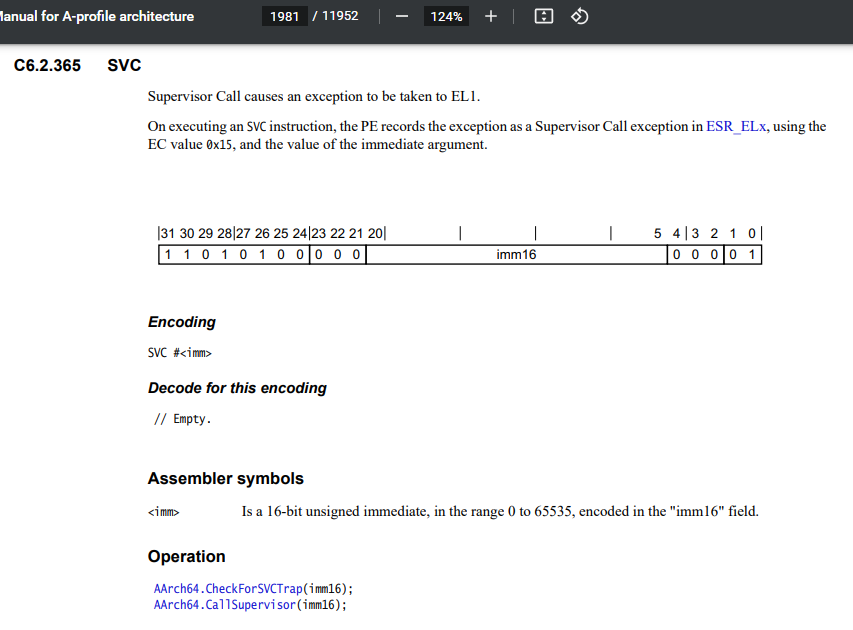 Manual for A-profile architecture 1981 / 11952 124%
C6.2.365 SVC
Supervisor Call causes an exception to be taken to EL1.
On executing an SVC instruction, the PE records the exception as a Supervisor Call exception in ESR_ELx, using the
EC value 0x15, and the value of the immediate argument.
|31 30 29 28|27 26 25 24|23 22 21 20| | | | 5 4|3 2 1 0|
1 1 0 1 0 1 0 0 0 0 0 imm16 0 0 0 0 1
Encoding
SVC #<imm>
Decode for this encoding
// Empty.
Assembler symbols
<imm> Is a 16-bit unsigned immediate, in the range 0 to 65535, encoded in the "imm16" field.
Operation
AArch64.CheckForSVCTrap(imm16);
AArch64.CallSupervisor(imm16);